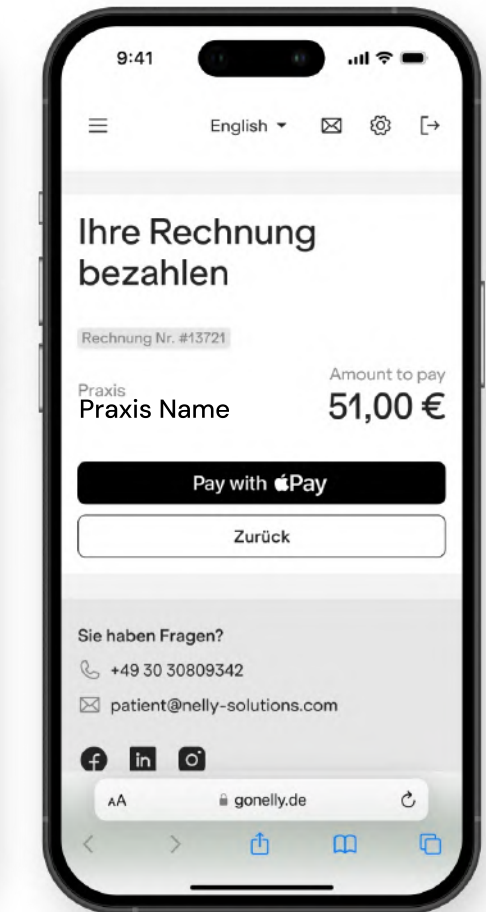 9:41
English
Ihre Rechnung
bezahlen
Rechnung Nr. #13721
Amount to pay
Praxis
Praxis Name
51,00 €
Pay with Pay
Zurück
Sie haben Fragen?
+49 30 30809342
patient@nelly-solutions.com
AA
gonelly.de